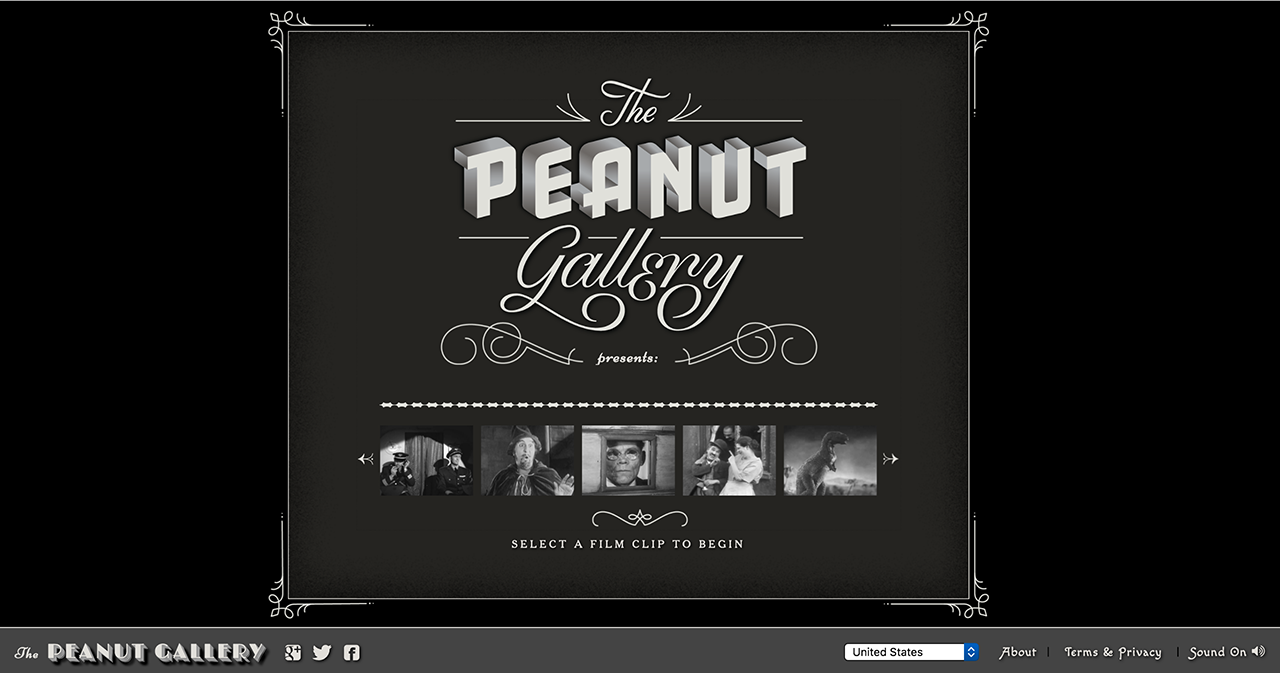 The
PEANUT
Gallery
presents:
SELECT A FILM CLIP TO BEGIN
The PEANUT GALLERY
United States
About | Terms & Privacy | Sound On